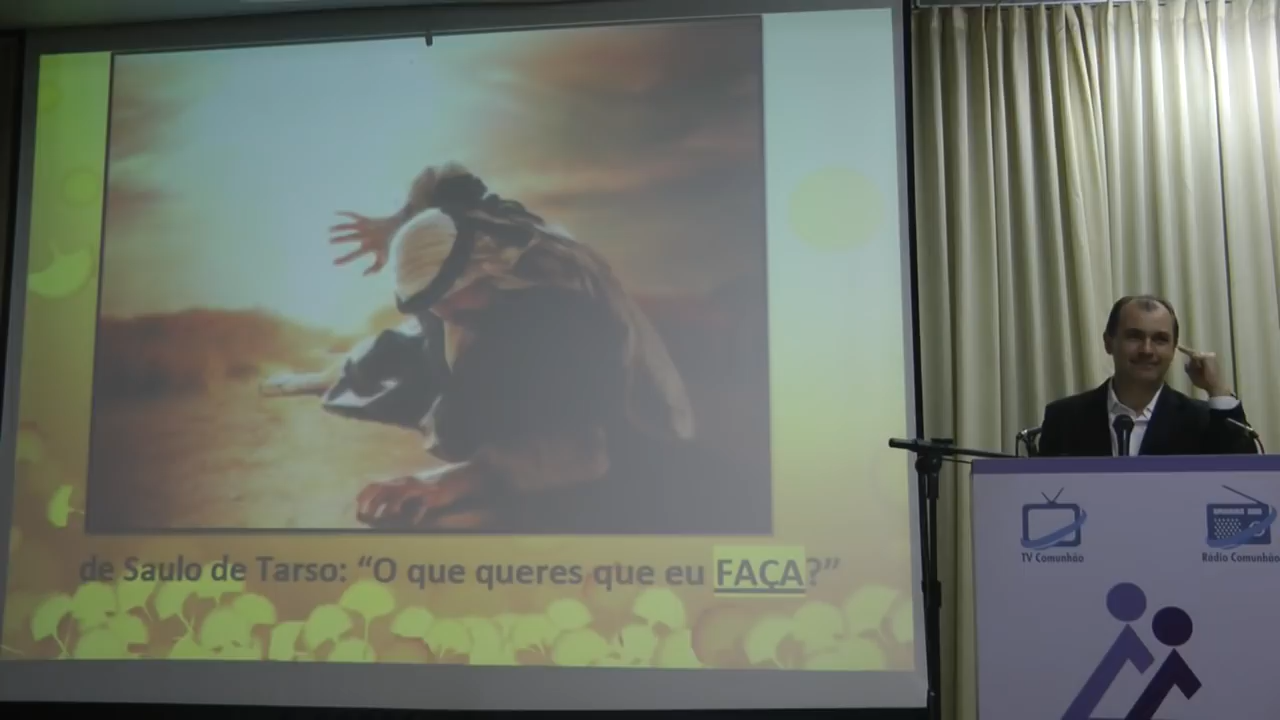 de Saulo de Tarso: “O que queres que eu FAÇA?”
TV Comunhão
Rádio Comunhão